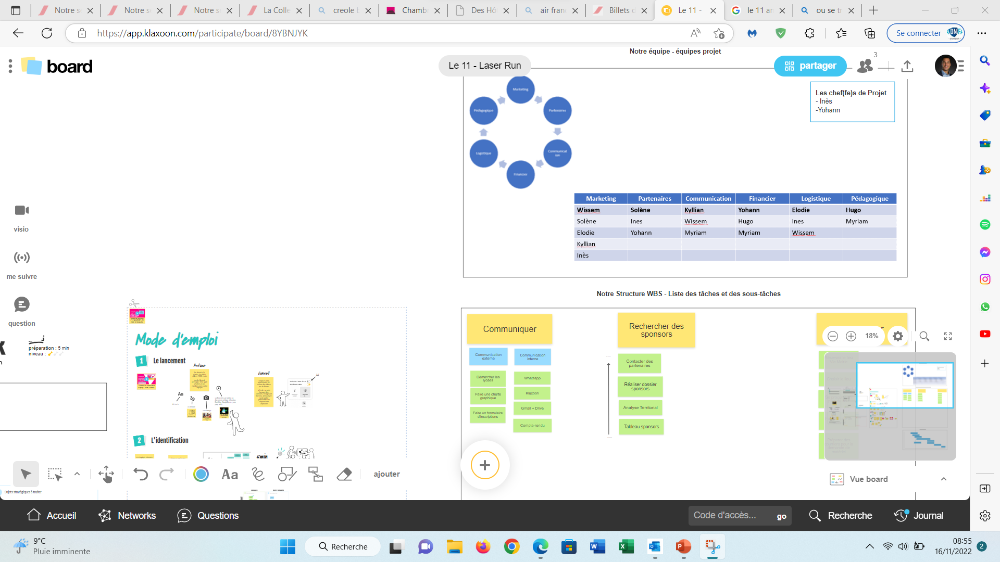 Notre s
Notre s
Notre s
La Colle
creole b
Chamb
Des Hô
air fran
Billets d
Le 11 -
le 11 ar
ou se tr
https://app.klaxoon.com/participate/board/8YBNJYK
Se connecter
board
Le 11 - Laser Run
Notre équipe - équipes projet
partager
3
Les chef(fe)s de Projet
- Inès
-Yohann
Marketing
Partenaires
Communicat
ion
Financier
Logistique
Pédagogique
Marketing Partenaires Communication Financier Logistique Pédagogique
Wissem Solène Kyllian Yohann Elodie Hugo
Solène Ines Wissem Hugo Ines Myriam
Elodie Yohann Myriam Myriam Wissem
Kyllian
Inès
visio
me suivre
question
préparation : 5 min
niveau :
Notre Structure WBS - Liste des tâches et des sous-tâches
Communiquer
Communication
externe
Communication
interne
Démarcher les
lycées
Faire une charte
graphique
Faire un formulaire
d'inscriptions
Whatsapp
Klaxoon
Gmail + Drive
Compte-rendu
Rechercher des
sponsors
Contacter des
partenaires
Réaliser dossier
sponsors
Analyse Territorial
Tableau sponsors
18%
Mode d'emploi
1 Le lancement
Astuce
Conseil
Aa
2 L'identification
5min
Aa
ajouter
Sujets stratégiques à traiter
Vue board
Accueil
Networks
Questions
Code d'accès...
go
Recherche
Journal
9°C
Pluie imminente
Recherche
08:55
16/11/2022
2